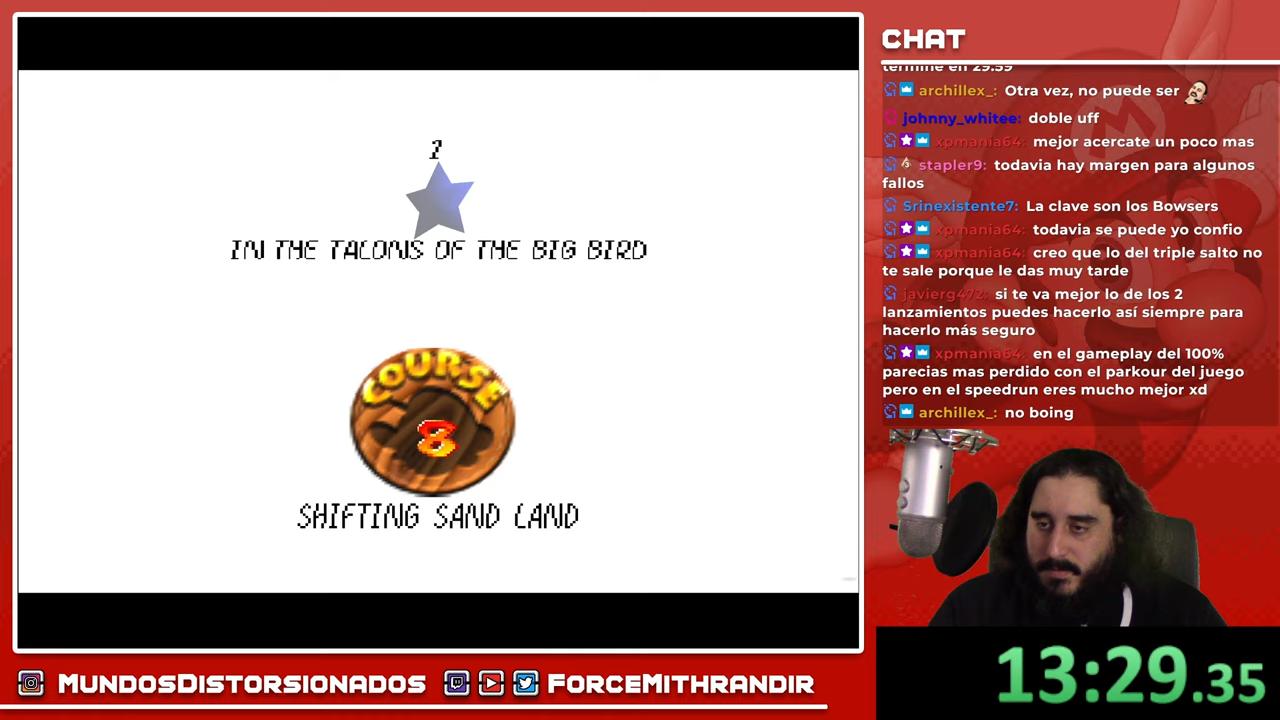 1
IN THE TALONS OF THE BIG BIRD
COURSE
8
SHIFTING SAND LAND
CHAT
termine en 29:59
archillex_: Otra vez, no puede ser
johnny_whitee: doble uff
xpmania64: mejor acercate un poco mas
stapler9: todavia hay margen para algunos
fallos
Srinexistente7: La clave son los Bowsers
xpmania64: todavia se puede yo confio
xpmania64: creo que lo del triple salto no
te sale porque le das muy tarde
javierg472: si te va mejor lo de los 2
lanzamientos puedes hacerlo así siempre para
hacerlo más seguro
xpmania64: en el gameplay del 100%
parecias mas perdido con el parkour del juego
pero en el speedrun eres mucho mejor xd
archillex_: no boing
MUNDOSDISTORSIONADOS
FORCEMITHRANDIR
13:29.35